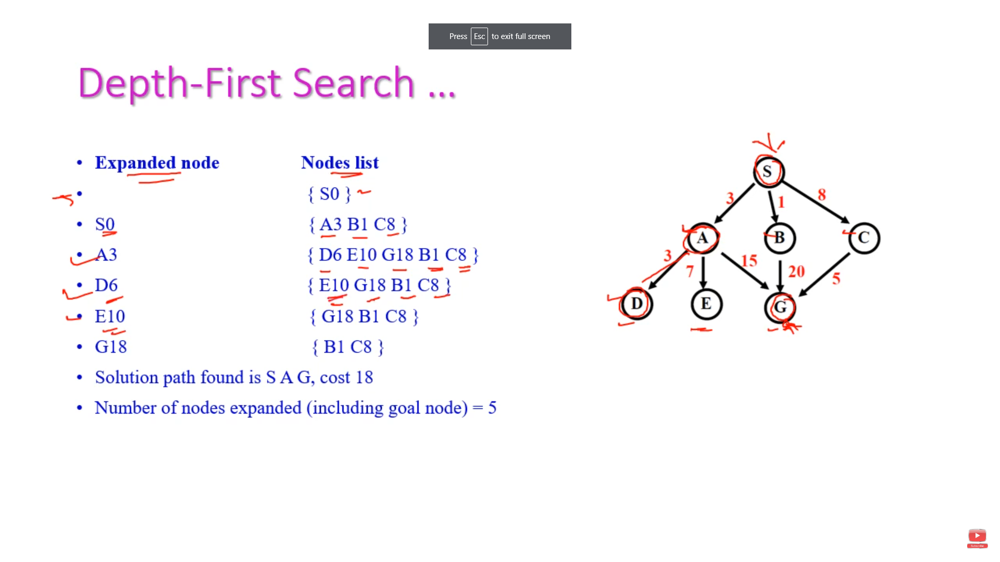 Press Esc to exit full screen
Depth-First Search ...
• Expanded node Nodes list
• { S0 }
• S0 { A3 B1 C8 }
• A3 { D6 E10 G18 B1 C8 }
• D6 { E10 G18 B1 C8 }
• E10 { G18 B1 C8 }
• G18 { B1 C8 }
• Solution path found is S A G, cost 18
• Number of nodes expanded (including goal node) = 5
S
3 1 8
A B C
3 7 15 20 5
D E G
Subscribe